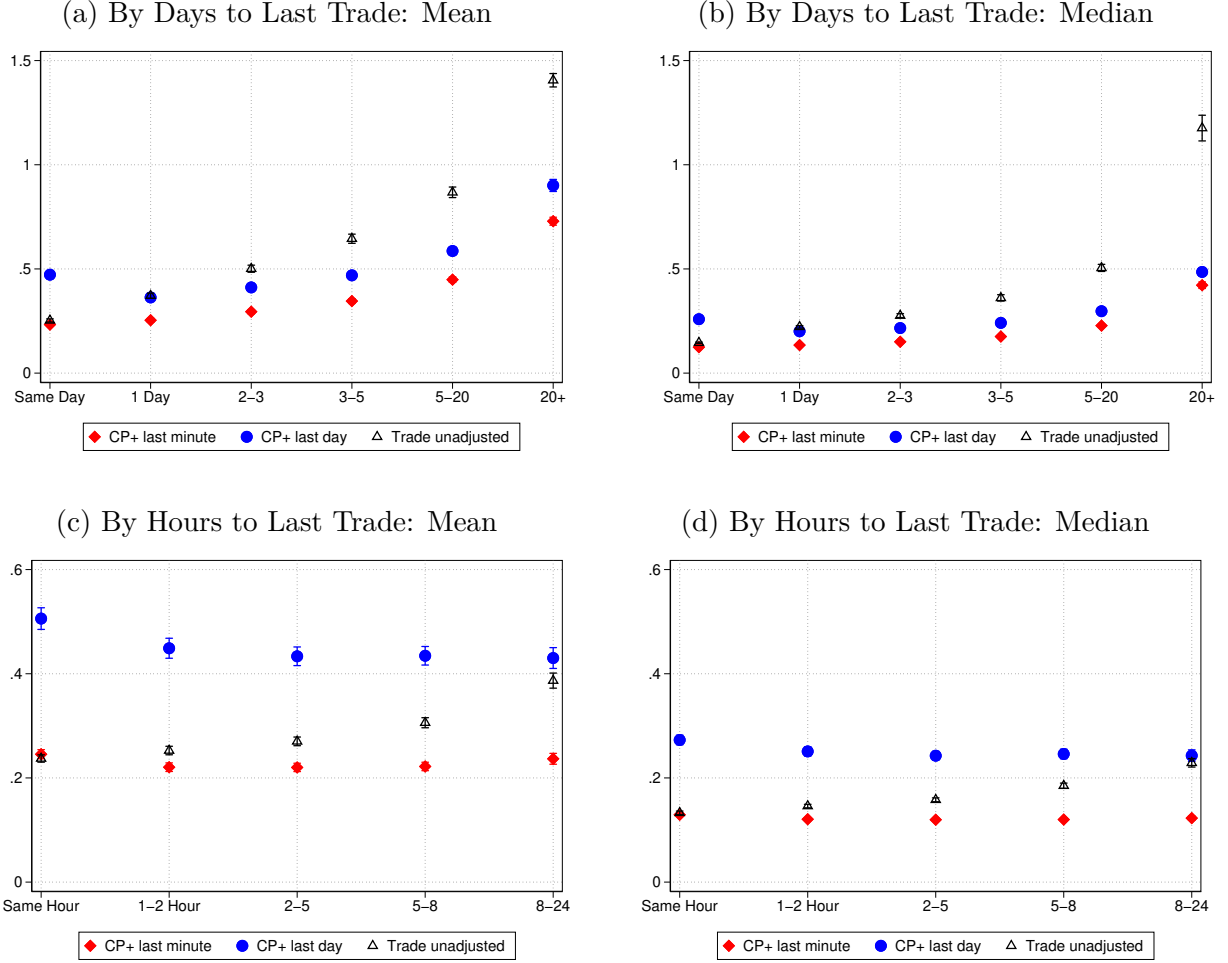 (a) By Days to Last Trade: Mean
1.5
1
.5
0
Same Day 1 Day 2–3 3–5 5–20 20+
CP+ last minute CP+ last day Trade unadjusted
(b) By Days to Last Trade: Median
1.5
1
.5
0
Same Day 1 Day 2–3 3–5 5–20 20+
CP+ last minute CP+ last day Trade unadjusted
(c) By Hours to Last Trade: Mean
.6
.4
.2
0
Same Hour 1–2 Hour 2–5 5–8 8–24
CP+ last minute CP+ last day Trade unadjusted
(d) By Hours to Last Trade: Median
.6
.4
.2
0
Same Hour 1–2 Hour 2–5 5–8 8–24
CP+ last minute CP+ last day Trade unadjusted